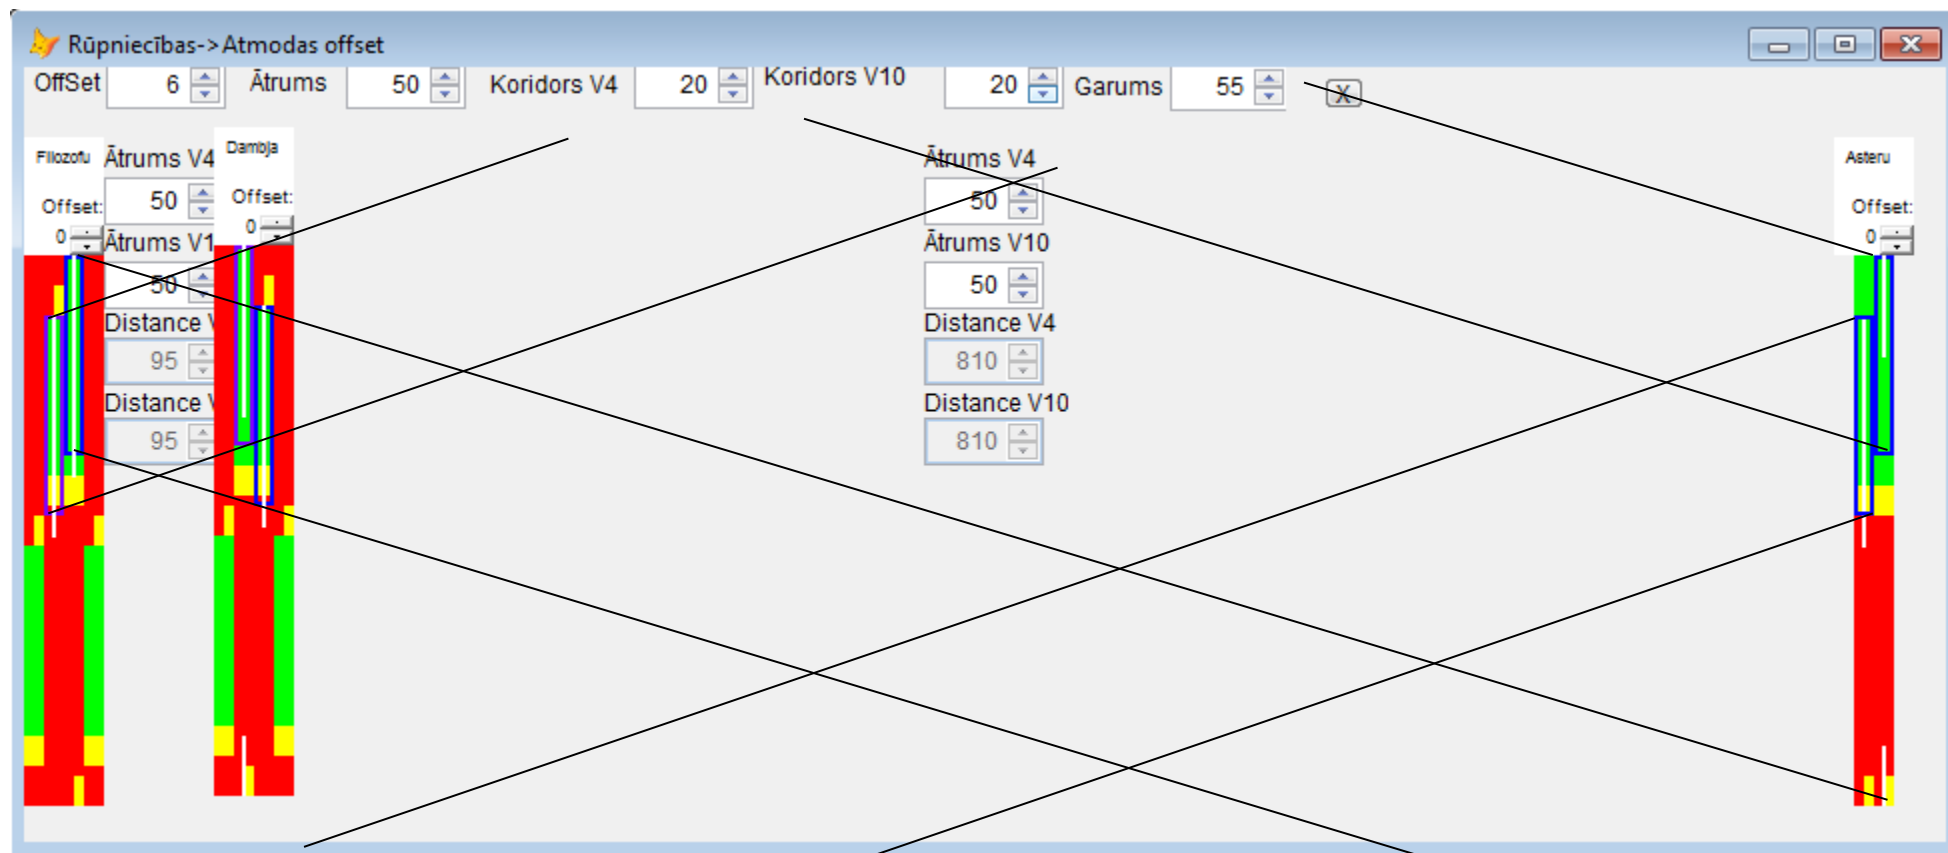 Rūpniecības->Atmodas offset
OffSet 6 Ātrums 50 Koridors V4 20 Koridors V10 20 Garums 55 X
Filozofu
Offset:
0
Ātrums V4
50
Ātrums V1
50
Distance V
95
Distance V
95
Dambja
Offset:
0
Ātrums V4
50
Ātrums V10
50
Distance V4
810
Distance V10
810
Asteru
Offset:
0